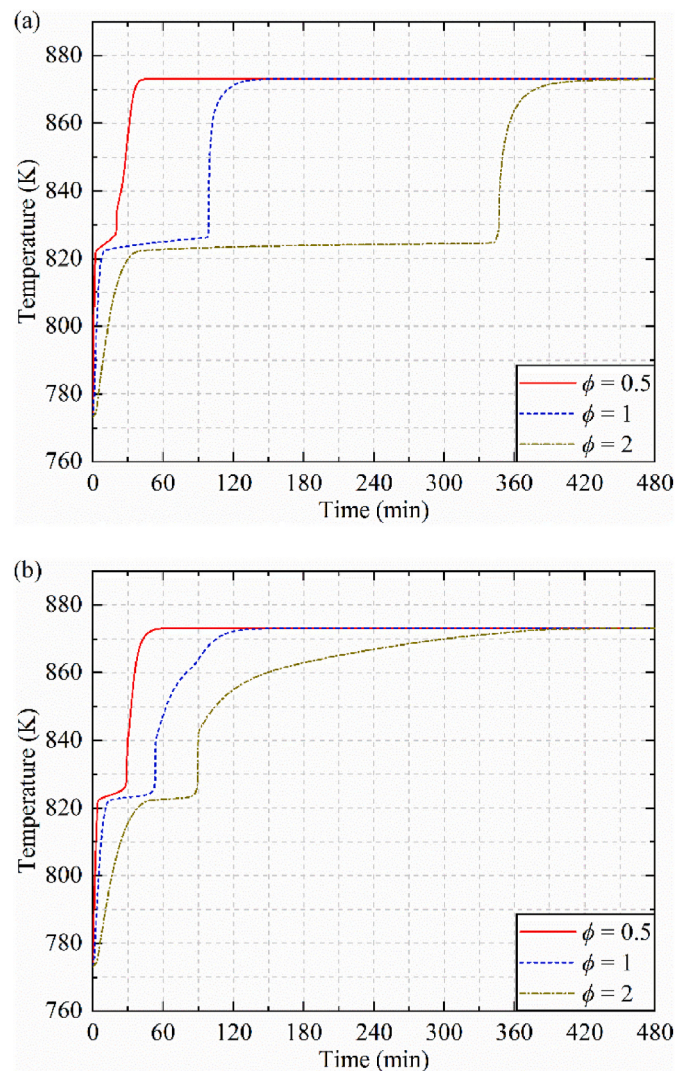 (a)
880
860
840
820
800
780
760
Temperature (K)
0 60 120 180 240 300 360 420 480
Time (min)
ϕ = 0.5
ϕ = 1
ϕ = 2
(b)
880
860
840
820
800
780
760
Temperature (K)
0 60 120 180 240 300 360 420 480
Time (min)
ϕ = 0.5
ϕ = 1
ϕ = 2